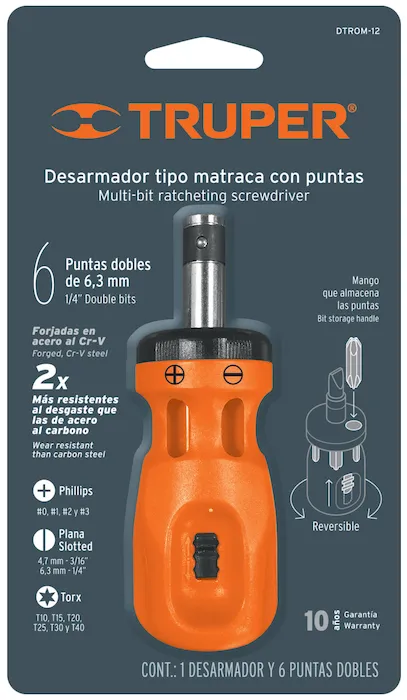 DTROM-12
TRUPER®
Desarmador tipo matraca con puntas
Multi-bit ratcheting screwdriver
6
Puntas dobles
de 6,3 mm
1/4" Double bits
Mango
que almacena
las puntas
Bit storage handle
Forjadas en
acero al Cr-V
Forged, Cr-V steel
2x
Más resistentes
al desgaste que
las de acero
al carbono
Wear resistant
than carbon steel
Phillips
#0, #1, #2 y #3
Plana
Slotted
4,7 mm - 3/16"
6,3 mm - 1/4"
Torx
T10, T15, T20,
T25, T30 y T40
Reversible
10 años Garantía
Warranty
CONT.: 1 DESARMADOR Y 6 PUNTAS DOBLES